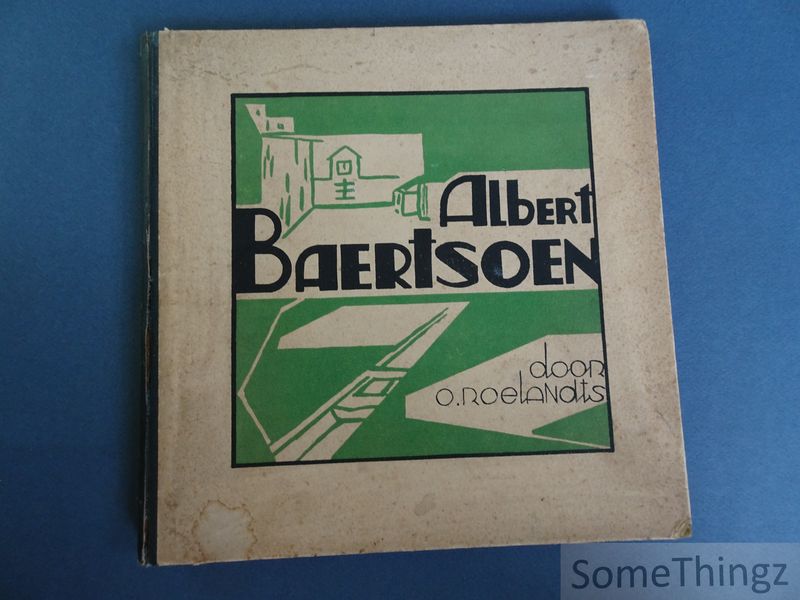 Albert
BAERTSOEN
door
O. ROELANDTS
SomeThingz